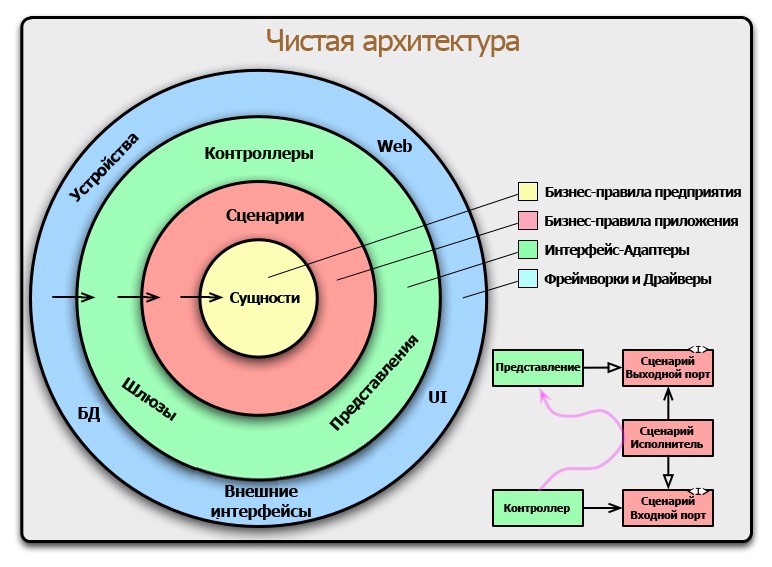 Чистая архитектура
Устройства
Web
Контроллеры
Сценарии
Сущности
Шлюзы
Представления
БД
UI
Внешние
интерфейсы
Бизнес-правила предприятия
Бизнес-правила приложения
Интерфейс-Адаптеры
Фреймворки и Драйверы
Представление
<I>
Сценарий
Выходной порт
Сценарий
Исполнитель
Контроллер
<I>
Сценарий
Входной порт